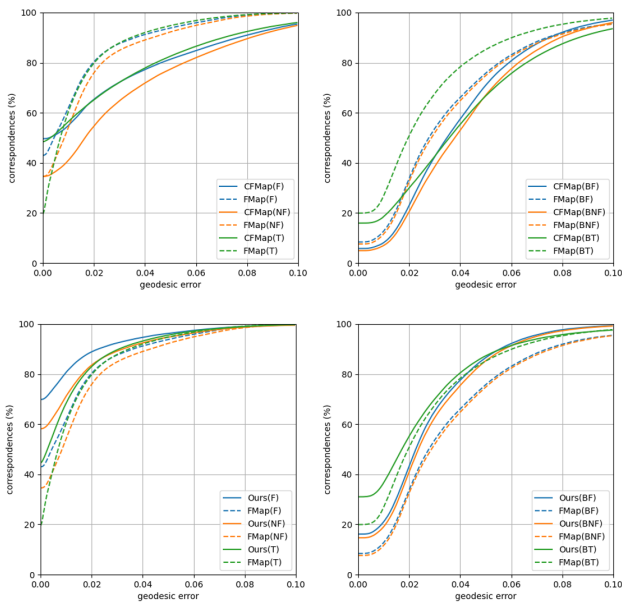 100
80
60
40
20
0
correspondences (%)
CFMap(F)
FMap(F)
CFMap(NF)
FMap(NF)
CFMap(T)
FMap(T)
0.00 0.02 0.04 0.06 0.08 0.10
geodesic error
100
80
60
40
20
0
correspondences (%)
CFMap(BF)
FMap(BF)
CFMap(BNF)
FMap(BNF)
CFMap(BT)
FMap(BT)
0.00 0.02 0.04 0.06 0.08 0.10
geodesic error
100
80
60
40
20
0
correspondences (%)
Ours(F)
FMap(F)
Ours(NF)
FMap(NF)
Ours(T)
FMap(T)
0.00 0.02 0.04 0.06 0.08 0.10
geodesic error
100
80
60
40
20
0
correspondences (%)
Ours(BF)
FMap(BF)
Ours(BNF)
FMap(BNF)
Ours(BT)
FMap(BT)
0.00 0.02 0.04 0.06 0.08 0.10
geodesic error